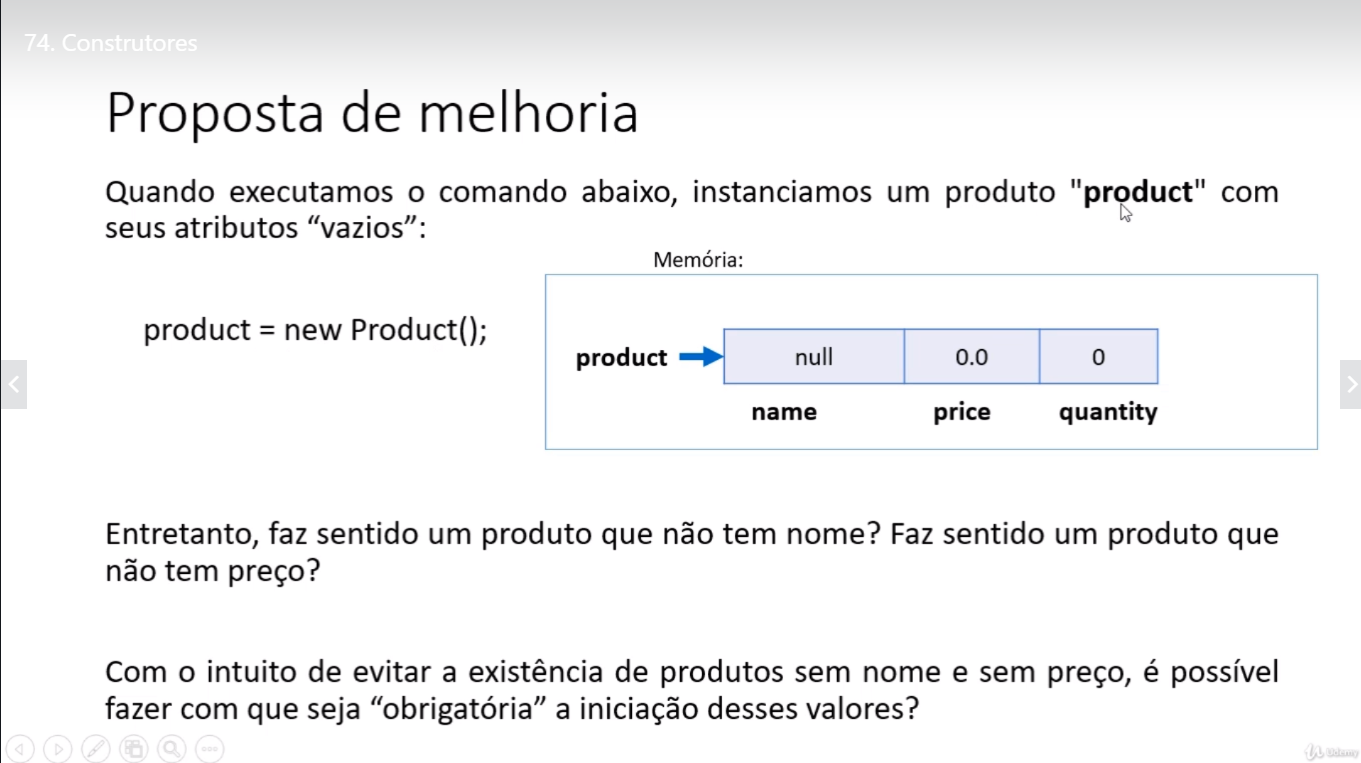 74. Construtores
Proposta de melhoria
Quando executamos o comando abaixo, instanciamos um produto "product" com
seus atributos “vazios”:
Memória:
product = new Product();
product
null
0.0
0
name
price
quantity
Entretanto, faz sentido um produto que não tem nome? Faz sentido um produto que
não tem preço?
Com o intuito de evitar a existência de produtos sem nome e sem preço, é possível
fazer com que seja “obrigatória” a iniciação desses valores?
Udemy